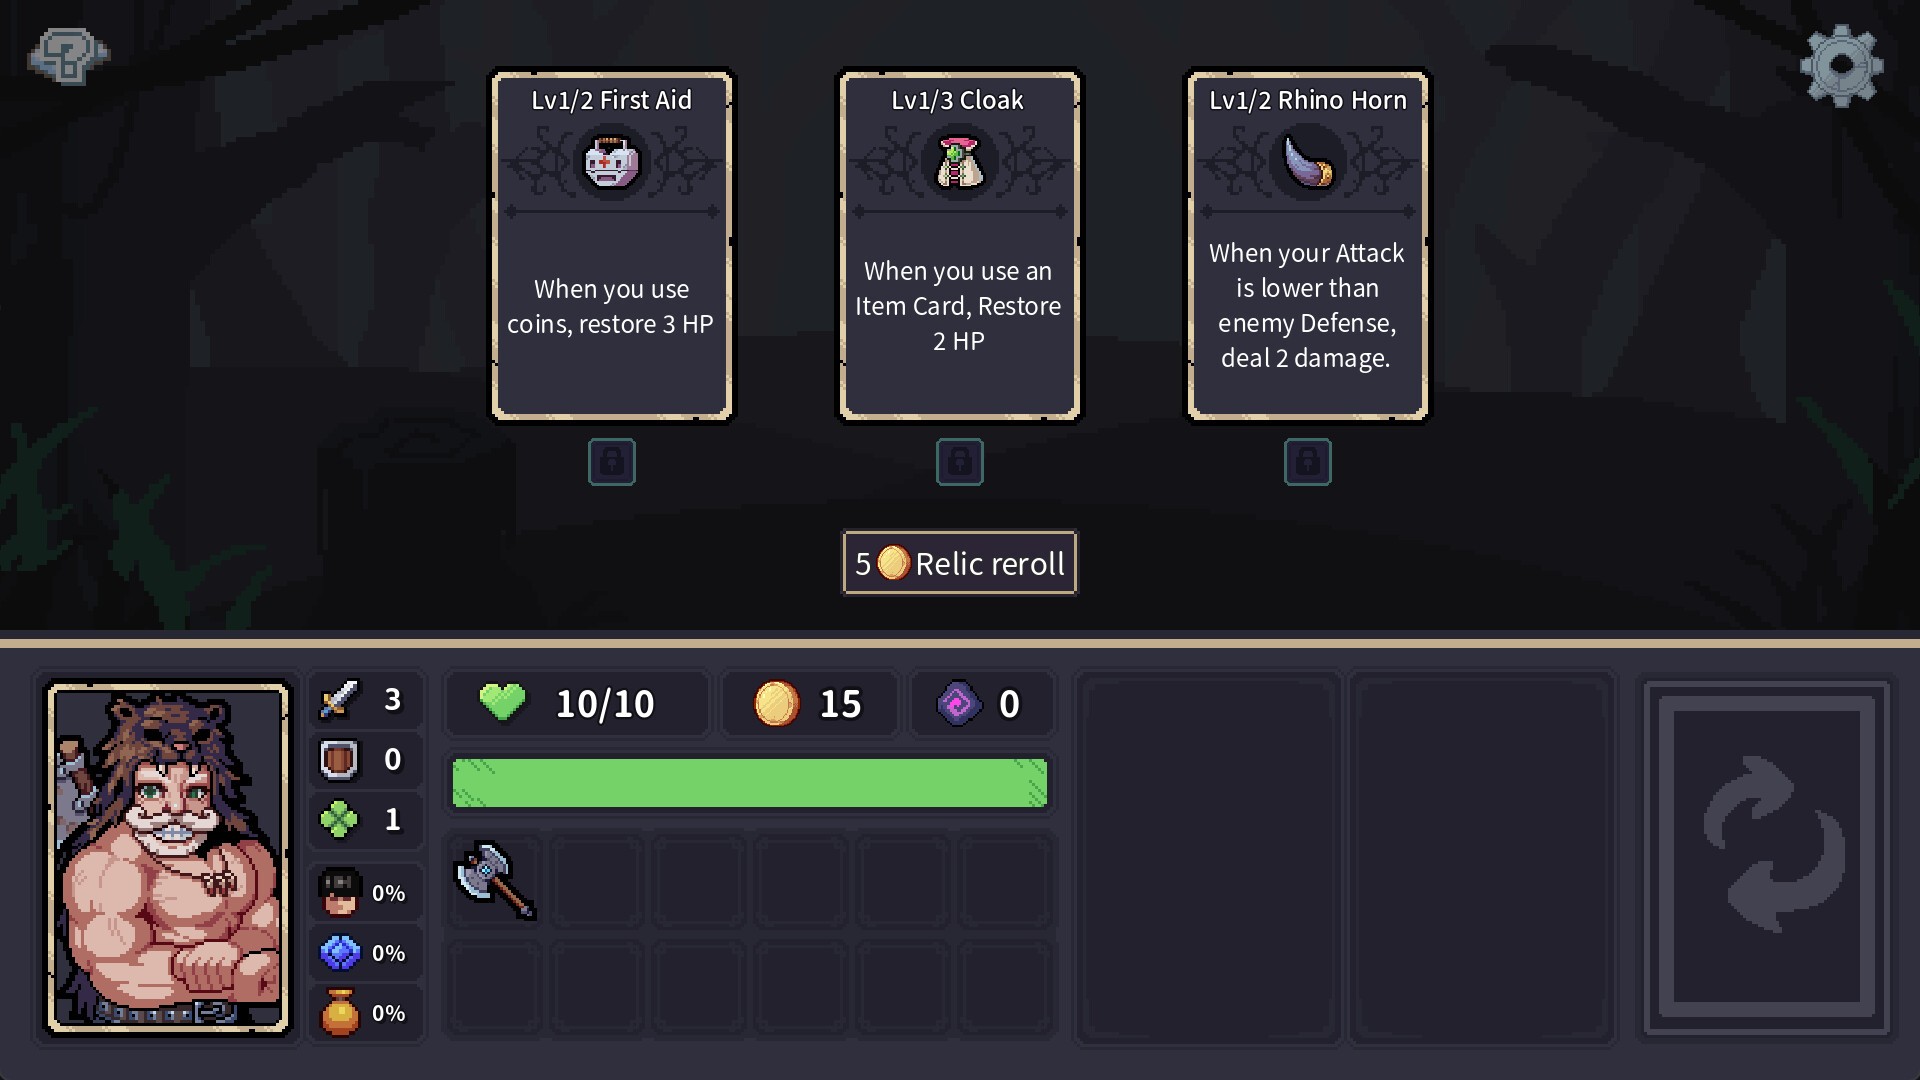 Lv1/2 First Aid
When you use
coins, restore 3 HP
Lv1/3 Cloak
When you use an
Item Card, Restore
2 HP
Lv1/2 Rhino Horn
When your Attack
is lower than
enemy Defense,
deal 2 damage.
5 Relic reroll
3
0
1
0%
0%
0%
10/10
15
0